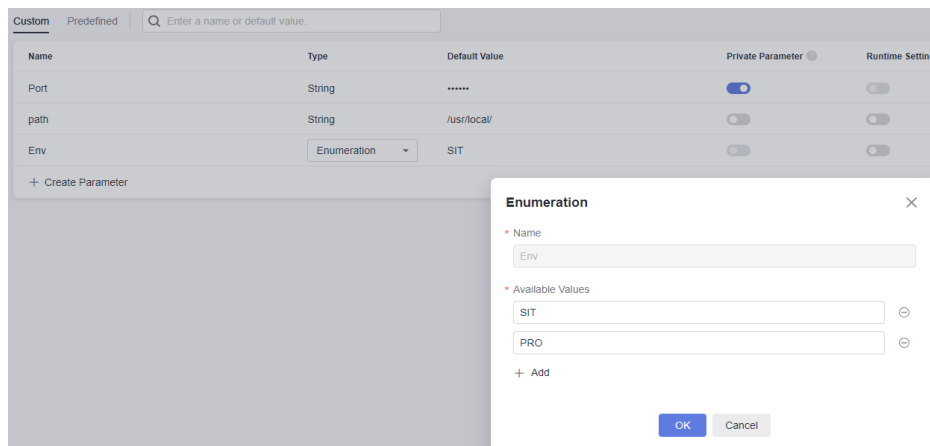 Custom Predefined Enter a name or default value.
Name Type Default Value Private Parameter Runtime Settin
Port String ••••••
path String /usr/local/
Env Enumeration SIT
+ Create Parameter
Enumeration
* Name
Env
* Available Values
SIT
PRO
+ Add
OK Cancel